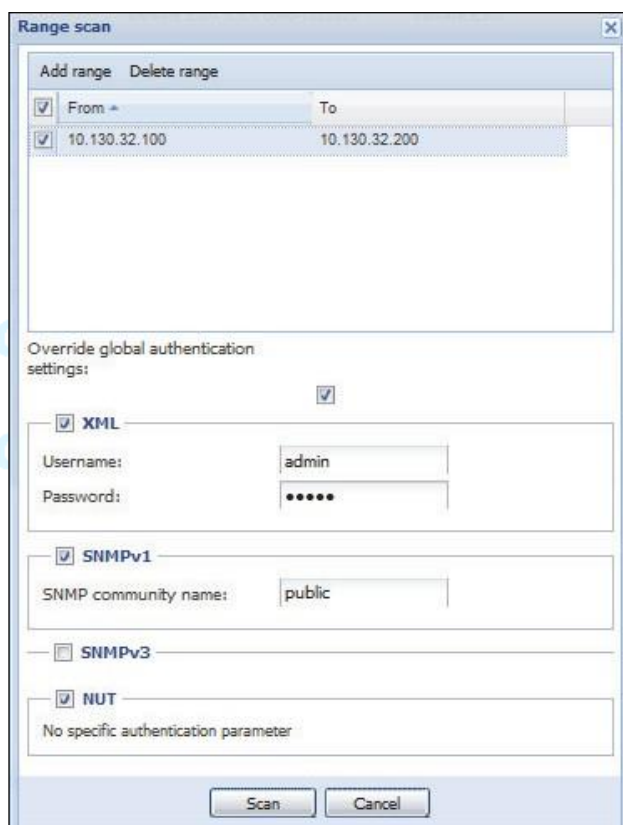 Range scan
Add range Delete range
From To
10.130.32.100 10.130.32.200
Override global authentication
settings:
XML
Username: admin
Password: •••••
SNMPv1
SNMP community name: public
SNMPv3
NUT
No specific authentication parameter
Scan Cancel